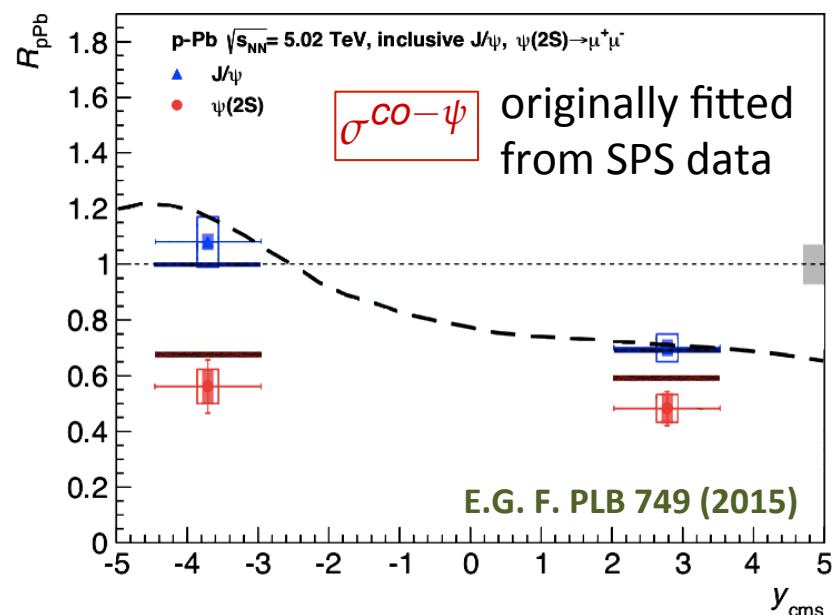 R_pPb
p-Pb √s_NN = 5.02 TeV, inclusive J/ψ, ψ(2S)→μ⁺μ⁻
J/ψ
ψ(2S)
σ^{co−ψ}
originally fitted
from SPS data
1.8
1.6
1.4
1.2
1
0.8
0.6
0.4
0.2
0
E.G. F. PLB 749 (2015)
-5 -4 -3 -2 -1 0 1 2 3 4 5
y_cms